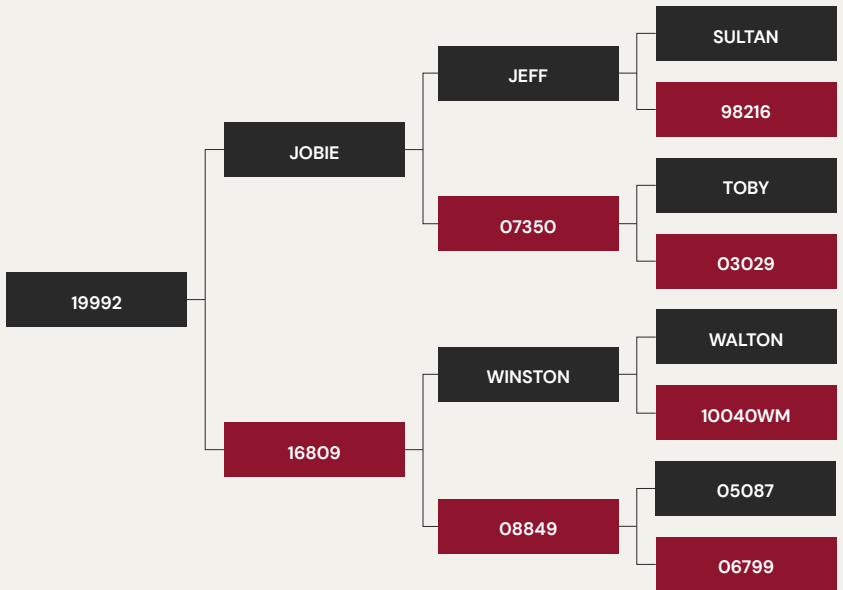 SULTAN
JEFF
98216
JOBIE
TOBY
07350
03029
19992
WALTON
WINSTON
10040WM
16809
05087
08849
06799